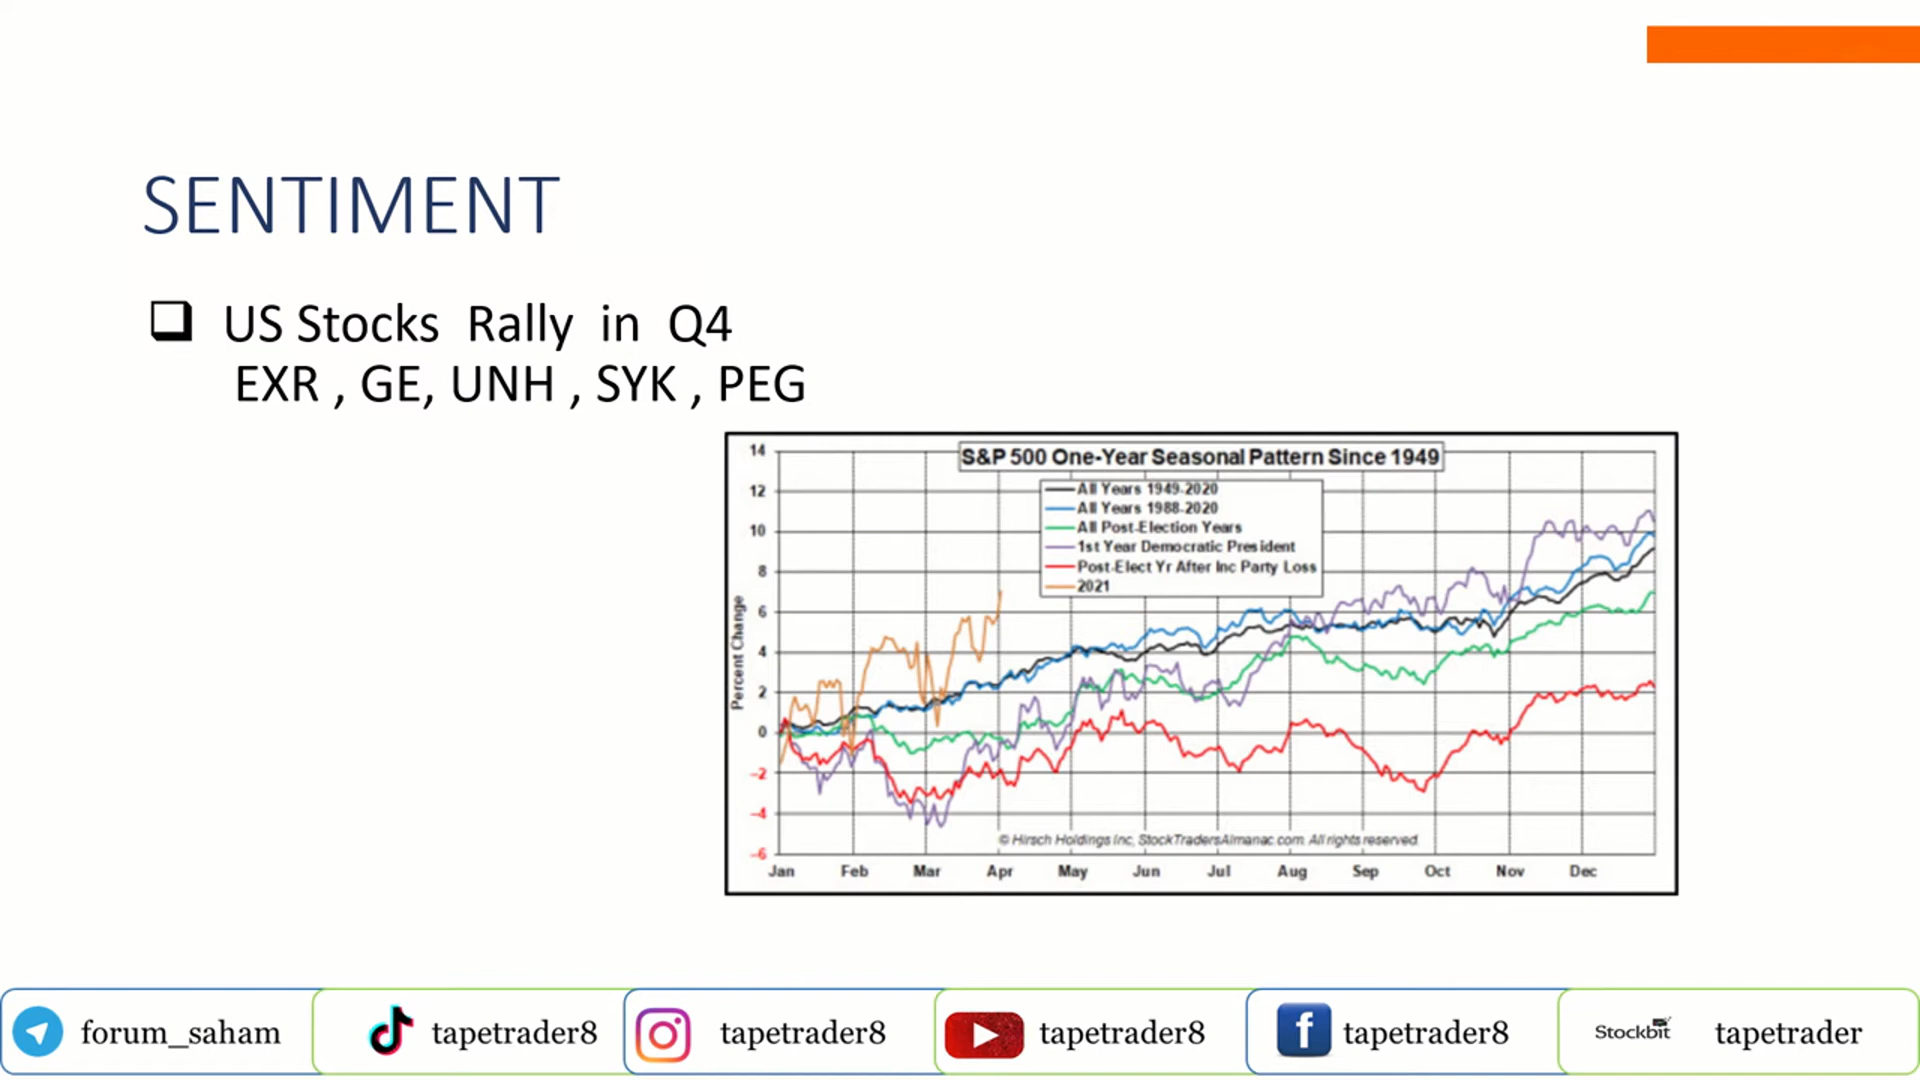 SENTIMENT
US Stocks Rally in Q4
EXR , GE, UNH , SYK , PEG
S&P 500 One-Year Seasonal Pattern Since 1949
All Years 1949-2020
All Years 1988-2020
All Post-Election Years
1st Year Democratic President
Post-Elect Yr After Inc Party Loss
2021
Percent Change
14
12
10
8
6
4
2
0
-2
-4
-6
© Hirsch Holdings Inc, StockTradersAlmanac.com. All rights reserved.
Jan Feb Mar Apr May Jun Jul Aug Sep Oct Nov Dec
forum_saham tapetrader8 tapetrader8 tapetrader8 tapetrader8 Stockbit tapetrader